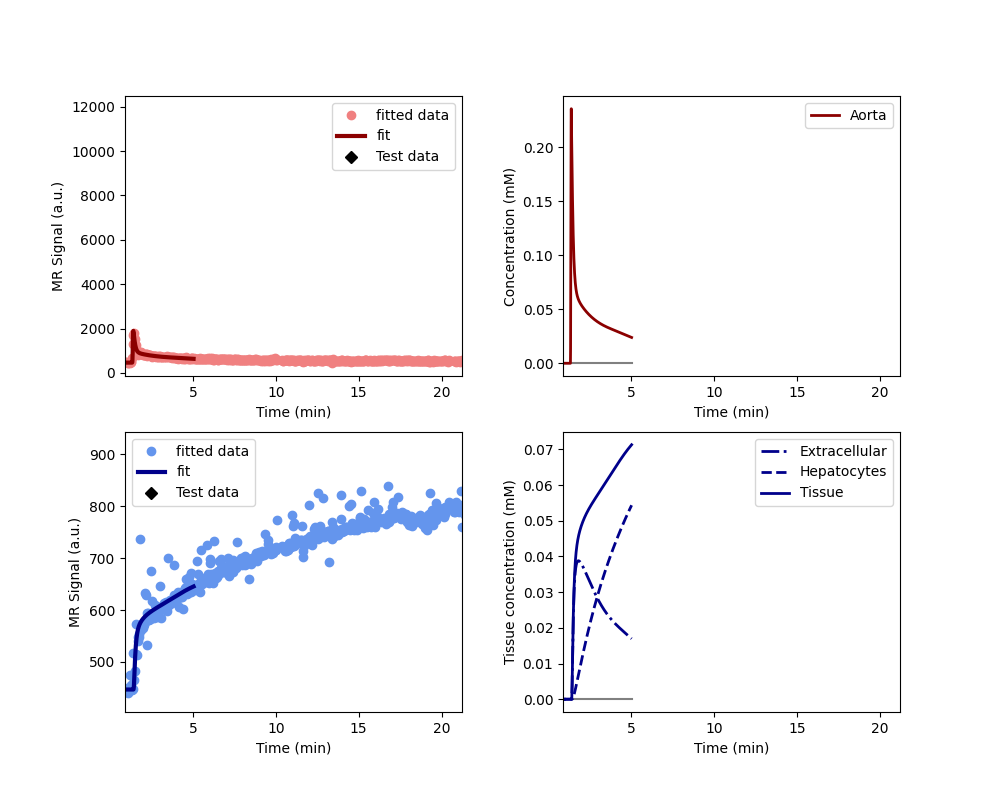 12000
10000
8000
6000
4000
2000
0
MR Signal (a.u.)
fitted data
fit
Test data
5
10
15
20
Time (min)
0.20
0.15
0.10
0.05
0.00
Concentration (mM)
Aorta
5
10
15
20
Time (min)
900
800
700
600
500
MR Signal (a.u.)
fitted data
fit
Test data
5
10
15
20
Time (min)
0.07
0.06
0.05
0.04
0.03
0.02
0.01
0.00
Tissue concentration (mM)
Extracellular
Hepatocytes
Tissue
5
10
15
20
Time (min)